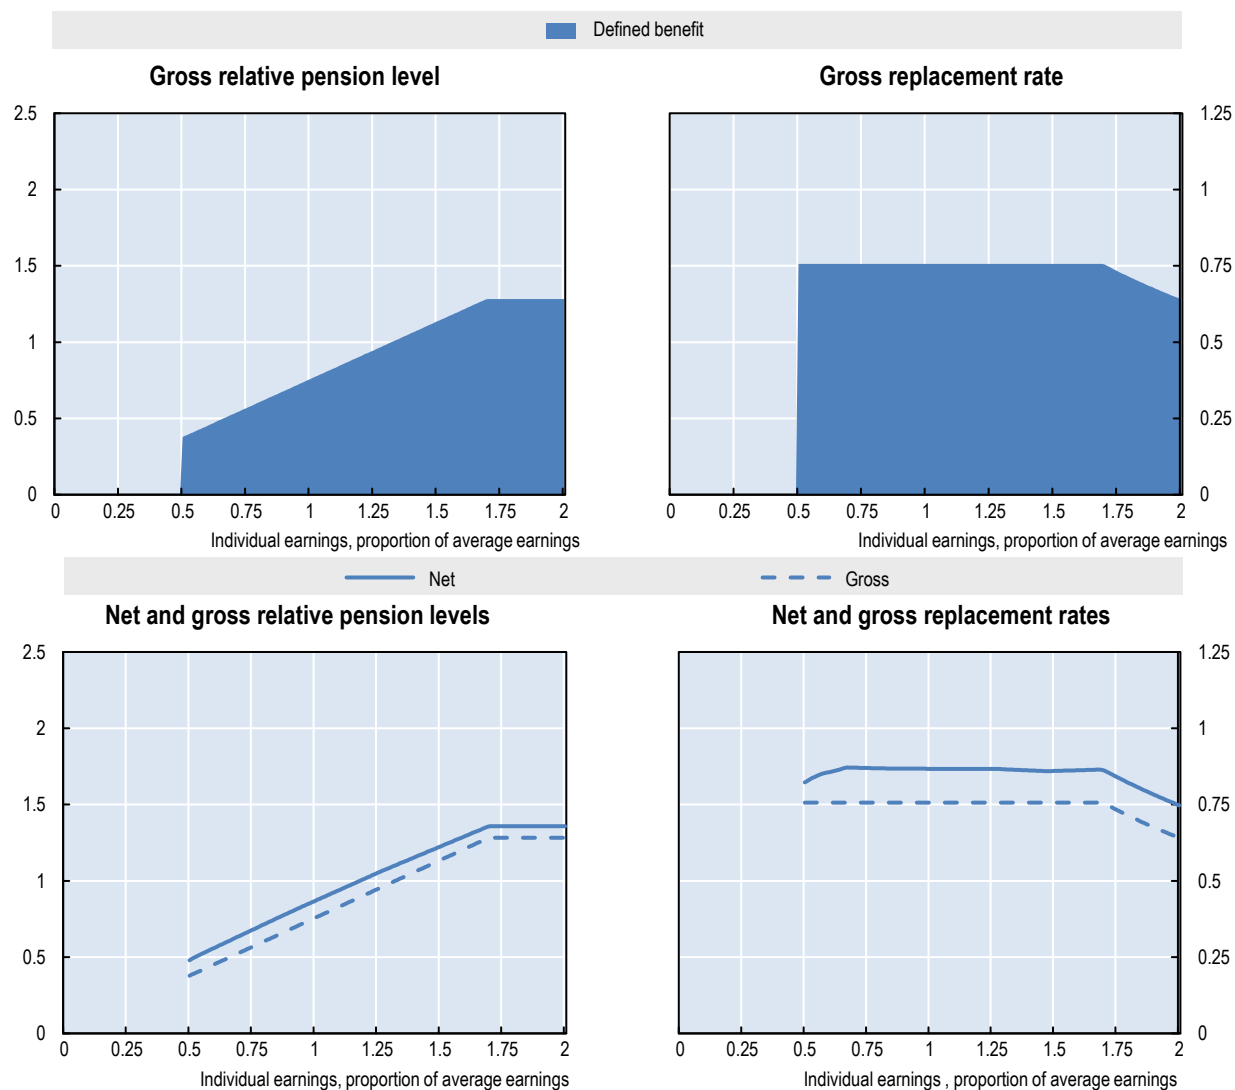 Defined benefit
Gross relative pension level
Gross replacement rate
2.5
2
1.5
1
0.5
0
0 0.25 0.5 0.75 1 1.25 1.5 1.75 2
Individual earnings, proportion of average earnings
1.25
1
0.75
0.5
0.25
0
0 0.25 0.5 0.75 1 1.25 1.5 1.75 2
Individual earnings, proportion of average earnings
Net Gross
Net and gross relative pension levels
Net and gross replacement rates
2.5
2
1.5
1
0.5
0
0 0.25 0.5 0.75 1 1.25 1.5 1.75 2
Individual earnings, proportion of average earnings
1.25
1
0.75
0.5
0.25
0
0 0.25 0.5 0.75 1 1.25 1.5 1.75 2
Individual earnings , proportion of average earnings